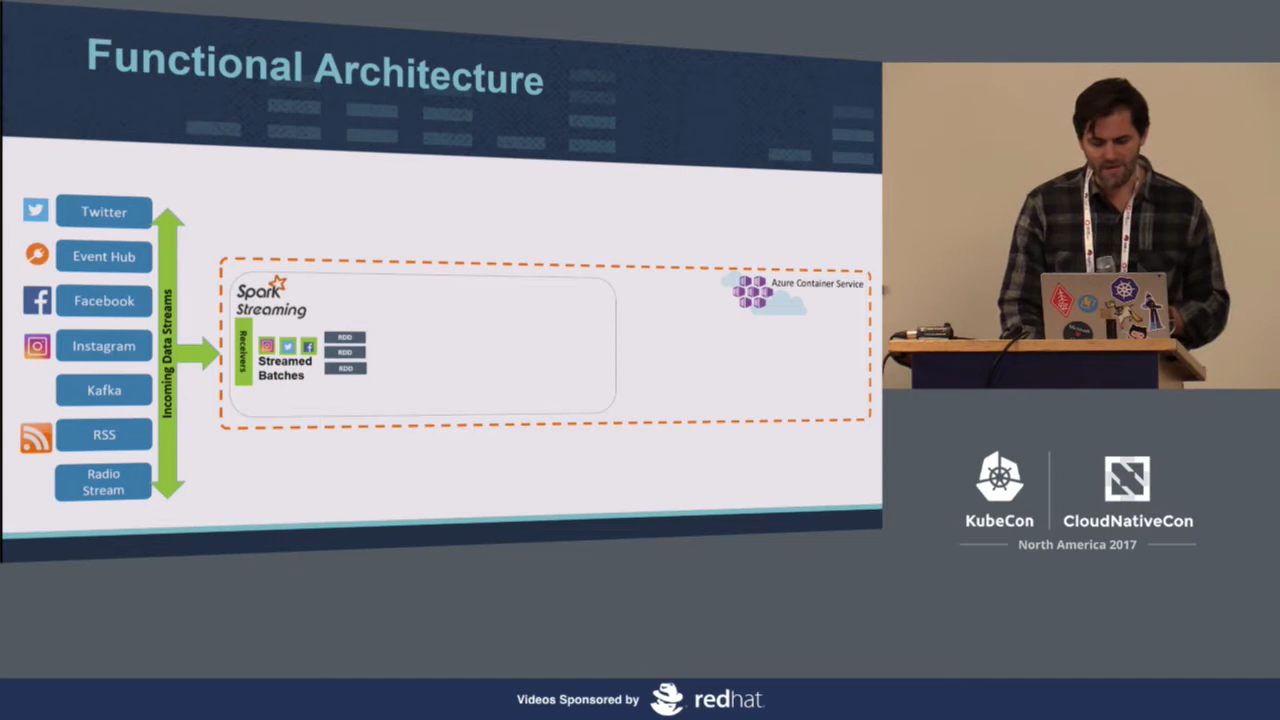 Functional Architecture
Twitter
Event Hub
Facebook
Instagram
Kafka
RSS
Radio
Stream
Incoming Data Streams
Spark
Streaming
Receivers
Streamed
Batches
RDD
RDD
RDD
Azure Container Service
Microsoft
KubeCon
CloudNativeCon
North America 2017
Videos Sponsored by
redhat